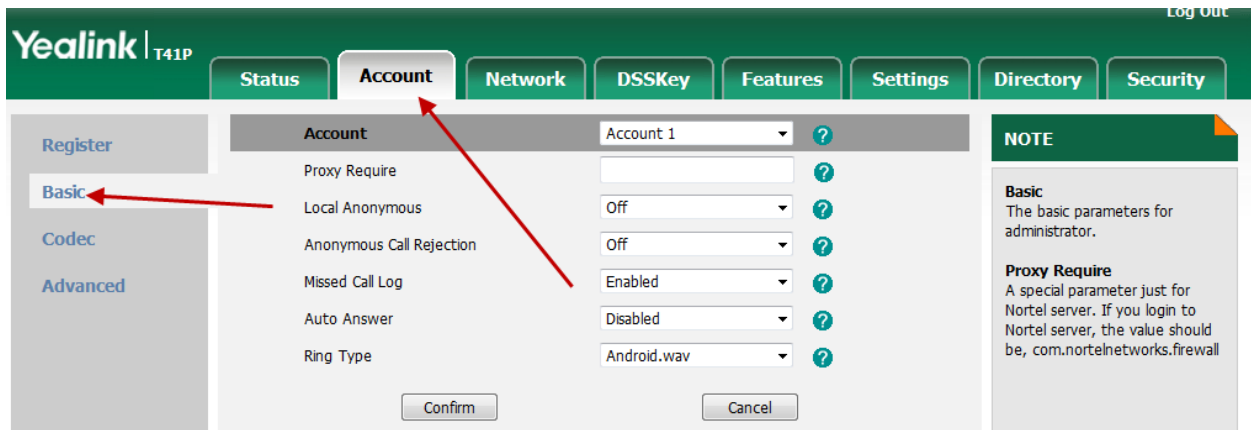 Log Out
Yealink T41P
Status Account Network DSSKey Features Settings Directory Security
Register
Basic
Codec
Advanced
Account Account 1
Proxy Require
Local Anonymous Off
Anonymous Call Rejection Off
Missed Call Log Enabled
Auto Answer Disabled
Ring Type Android.wav
Confirm Cancel
NOTE
Basic
The basic parameters for
administrator.
Proxy Require
A special parameter just for
Nortel server. If you login to
Nortel server, the value should
be, com.nortelnetworks.firewall